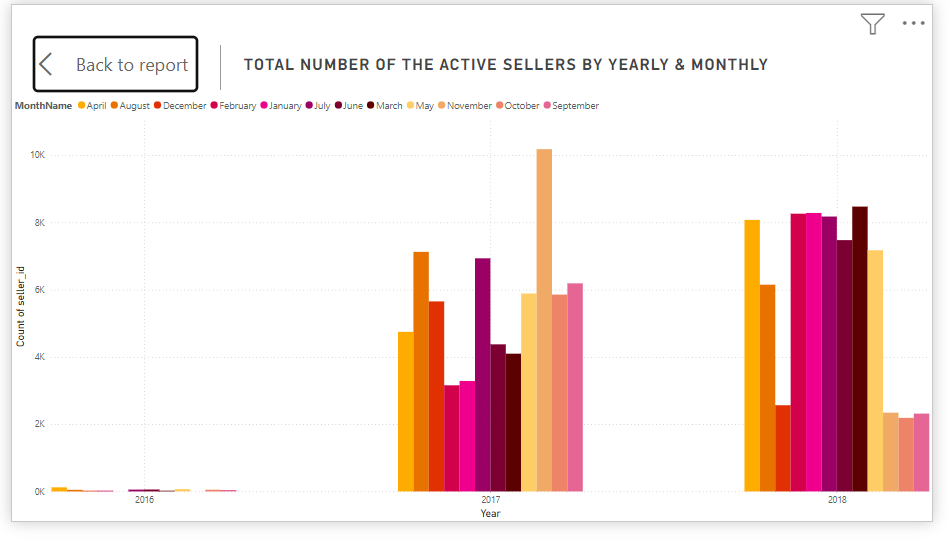 Back to report
TOTAL NUMBER OF THE ACTIVE SELLERS BY YEARLY & MONTHLY
MonthName April August December February January July June March May November October September
10K
8K
6K
4K
2K
0K
Count of seller_id
2016 2017 2018
Year